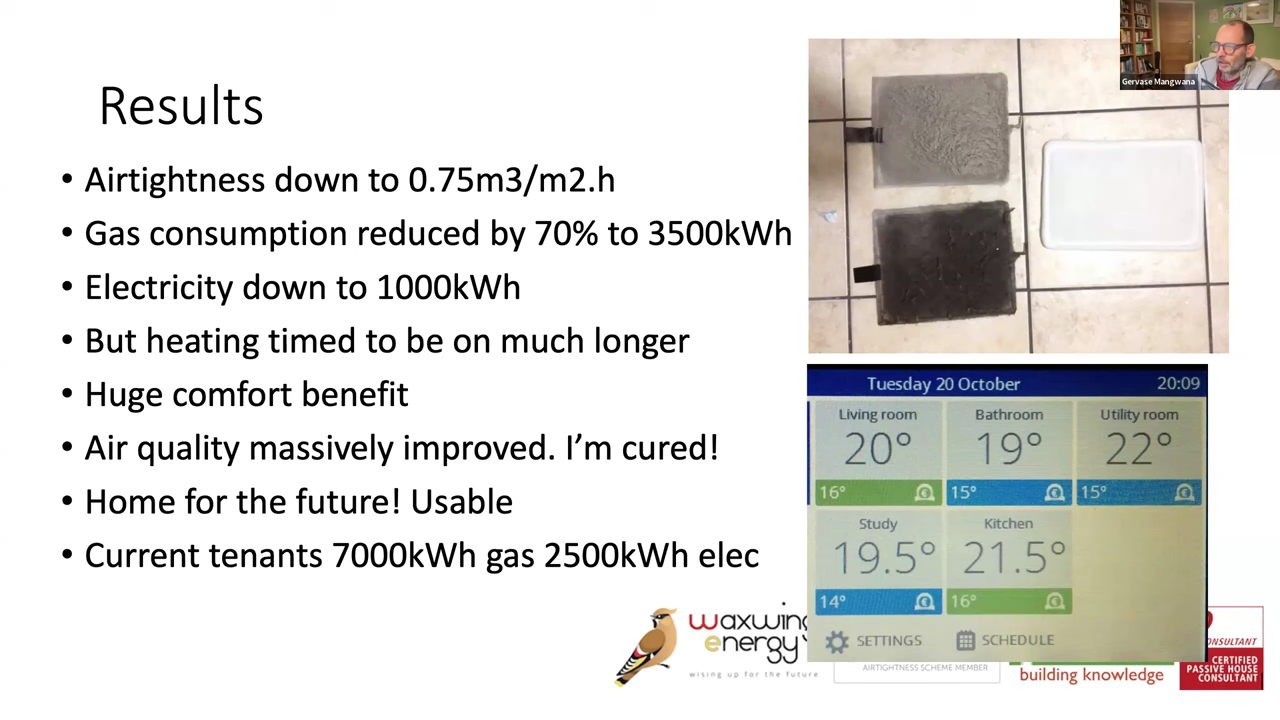 Gervase Mangwana
Results
• Airtightness down to 0.75m3/m2.h
• Gas consumption reduced by 70% to 3500kWh
• Electricity down to 1000kWh
• But heating timed to be on much longer
• Huge comfort benefit
• Air quality massively improved. I’m cured!
• Home for the future! Usable
• Current tenants 7000kWh gas 2500kWh elec
Tuesday 20 October 20:09
Living room Bathroom Utility room
20° 19° 22°
16° 15° 15°
Study Kitchen
19.5° 21.5°
14° 16°
SETTINGS SCHEDULE
waxwing
energy
wising up for the future
AIRTIGHTNESS SCHEME MEMBER
building knowledge
CERTIFIED
PASSIVE HOUSE
CONSULTANT